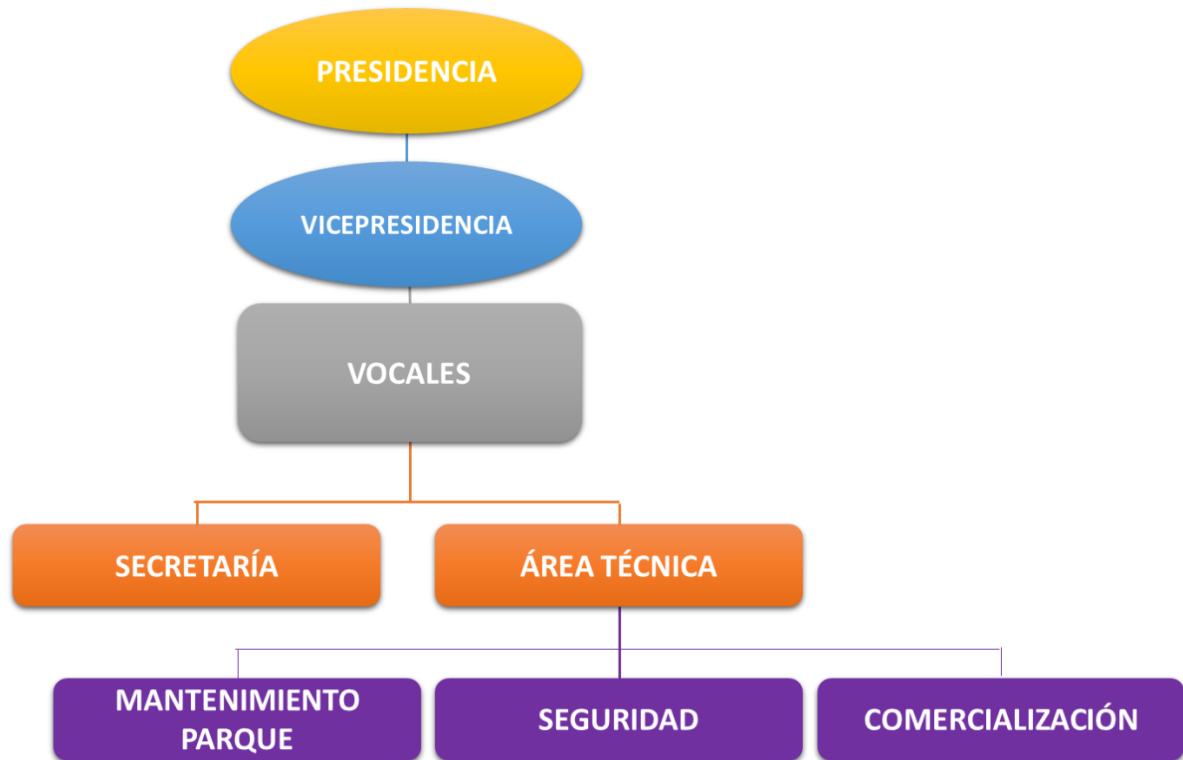 PRESIDENCIA
VICEPRESIDENCIA
VOCALES
SECRETARÍA
ÁREA TÉCNICA
MANTENIMIENTO
PARQUE
SEGURIDAD
COMERCIALIZACIÓN